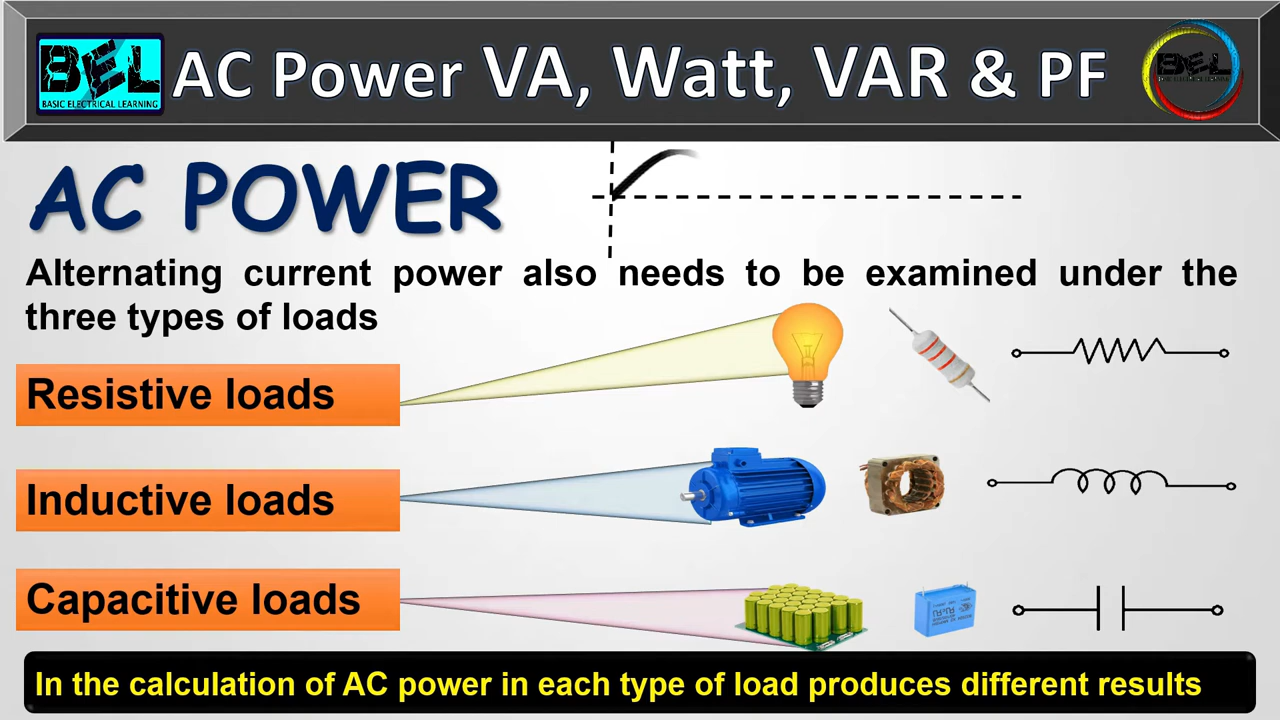 BEL
BASIC ELECTRICAL LEARNING
AC Power VA, Watt, VAR & PF
BEL
AC POWER
Alternating current power also needs to be examined under the
three types of loads
Resistive loads
Inductive loads
Capacitive loads
In the calculation of AC power in each type of load produces different results